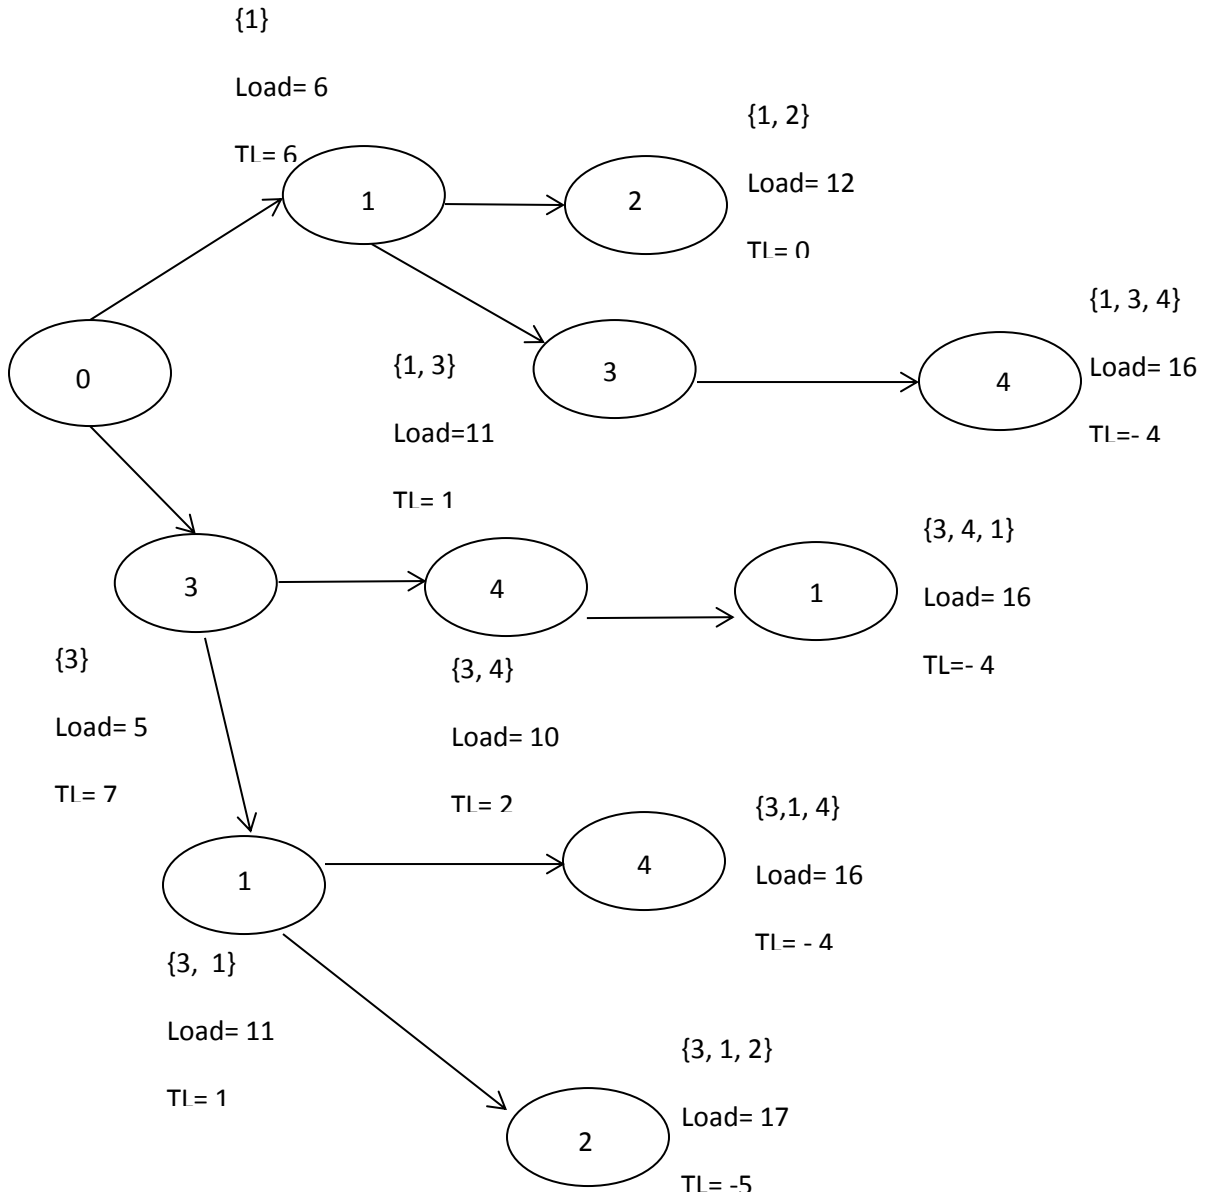 {1}
Load= 6
TL= 6
{1, 2}
Load= 12
TL= 0
1
2
{1, 3, 4}
Load= 16
TL=- 4
{1, 3}
Load=11
TL= 1
0
3
4
{3, 4, 1}
Load= 16
TL=- 4
3
4
1
{3}
Load= 5
TL= 7
{3, 4}
Load= 10
TL= 2
{3,1, 4}
Load= 16
TL= - 4
1
4
{3,  1}
Load= 11
TL= 1
{3, 1, 2}
Load= 17
TL= -5
2